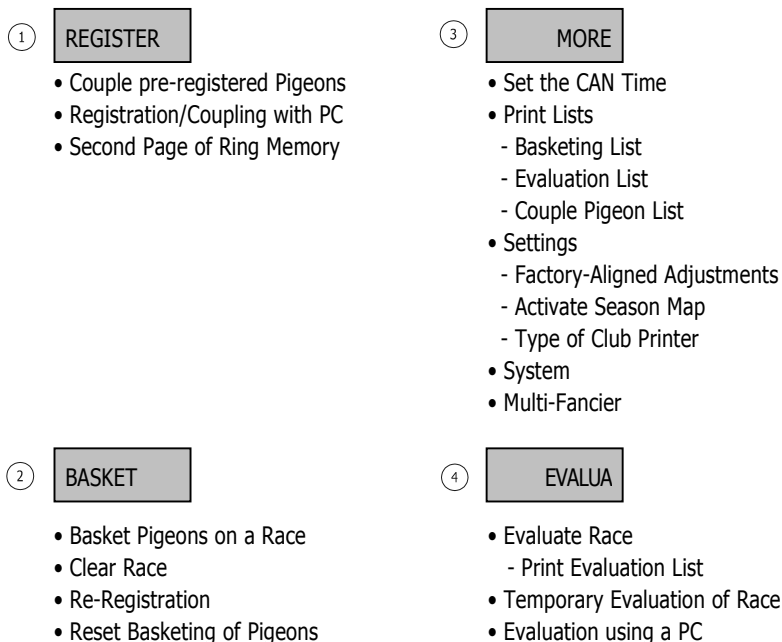 1 REGISTER
• Couple pre-registered Pigeons
• Registration/Coupling with PC
• Second Page of Ring Memory
2 BASKET
• Basket Pigeons on a Race
• Clear Race
• Re-Registration
• Reset Basketing of Pigeons
3 MORE
• Set the CAN Time
• Print Lists
- Basketing List
- Evaluation List
- Couple Pigeon List
• Settings
- Factory-Aligned Adjustments
- Activate Season Map
- Type of Club Printer
• System
• Multi-Fancier
4 EVALUA
• Evaluate Race
- Print Evaluation List
• Temporary Evaluation of Race
• Evaluation using a PC